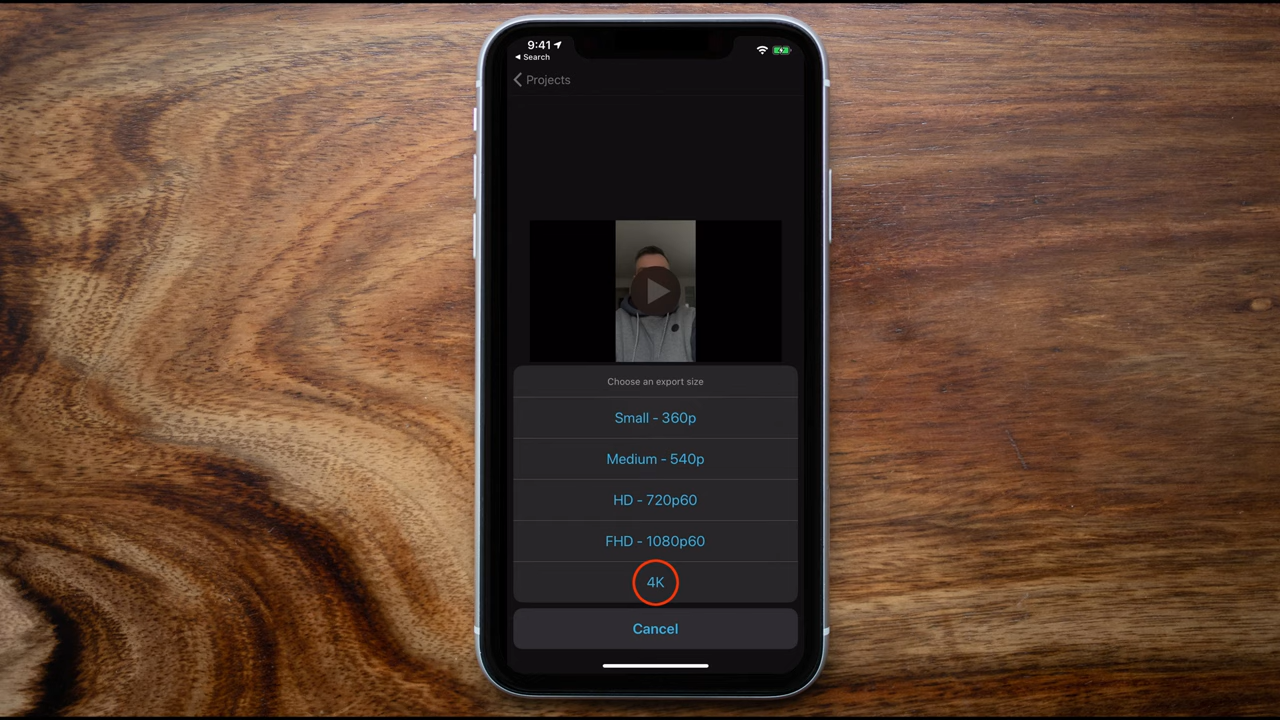 9:41
Search
Projects
Choose an export size
Small - 360p
Medium - 540p
HD - 720p60
FHD - 1080p60
4K
Cancel